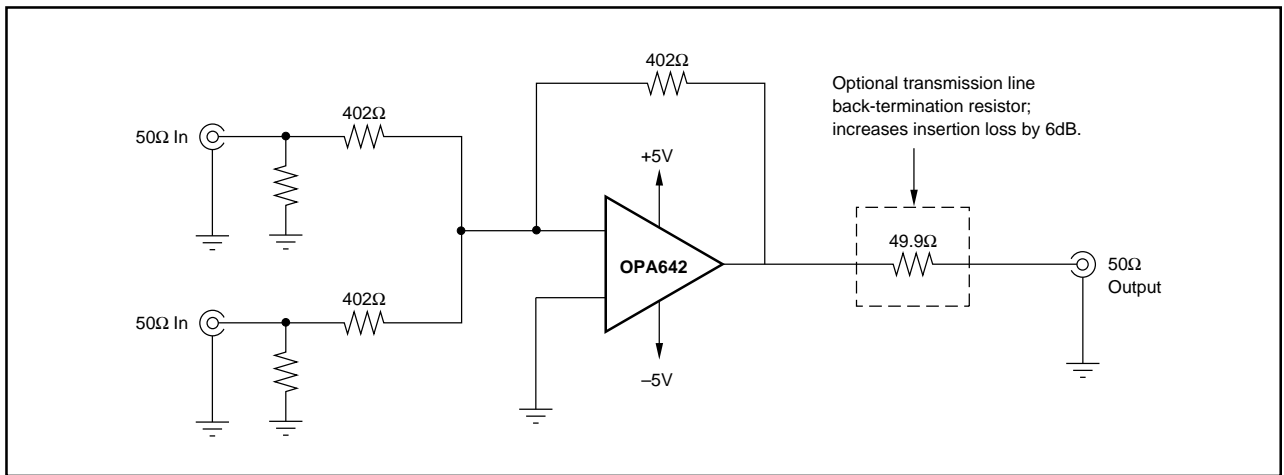 402Ω
Optional transmission line
back-termination resistor;
increases insertion loss by 6dB.
402Ω
50Ω In
+5V
OPA642
49.9Ω
50Ω
Output
402Ω
50Ω In
–5V